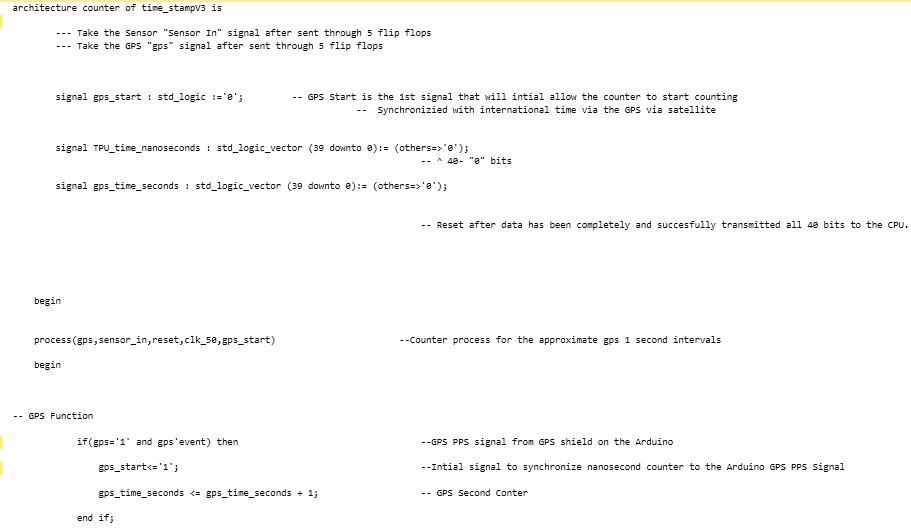 architecture counter of time_stampV3 is
--- Take the Sensor "Sensor In" signal after sent through 5 flip flops
--- Take the GPS "gps" signal after sent through 5 flip flops
signal gps_start : std_logic :='0'; -- GPS Start is the 1st signal that will intial allow the counter to start counting
-- Synchronizied with international time via the GPS via satellite
signal TPU_time_nanoseconds : std_logic_vector (39 downto 0):= (others=>'0');
-- ^ 40- "0" bits
signal gps_time_seconds : std_logic_vector (39 downto 0):= (others=>'0');
-- Reset after data has been completely and succesfully transmitted all 40 bits to the CPU.
begin
process(gps,sensor_in,reset,clk_50,gps_start) --Counter process for the approximate gps 1 second intervals
begin
-- GPS Function
if(gps='1' and gps'event) then --GPS PPS signal from GPS shield on the Arduino
gps_start<='1'; --Intial signal to synchronize nanosecond counter to the Arduino GPS PPS Signal
gps_time_seconds <= gps_time_seconds + 1; -- GPS Second Conter
end if;